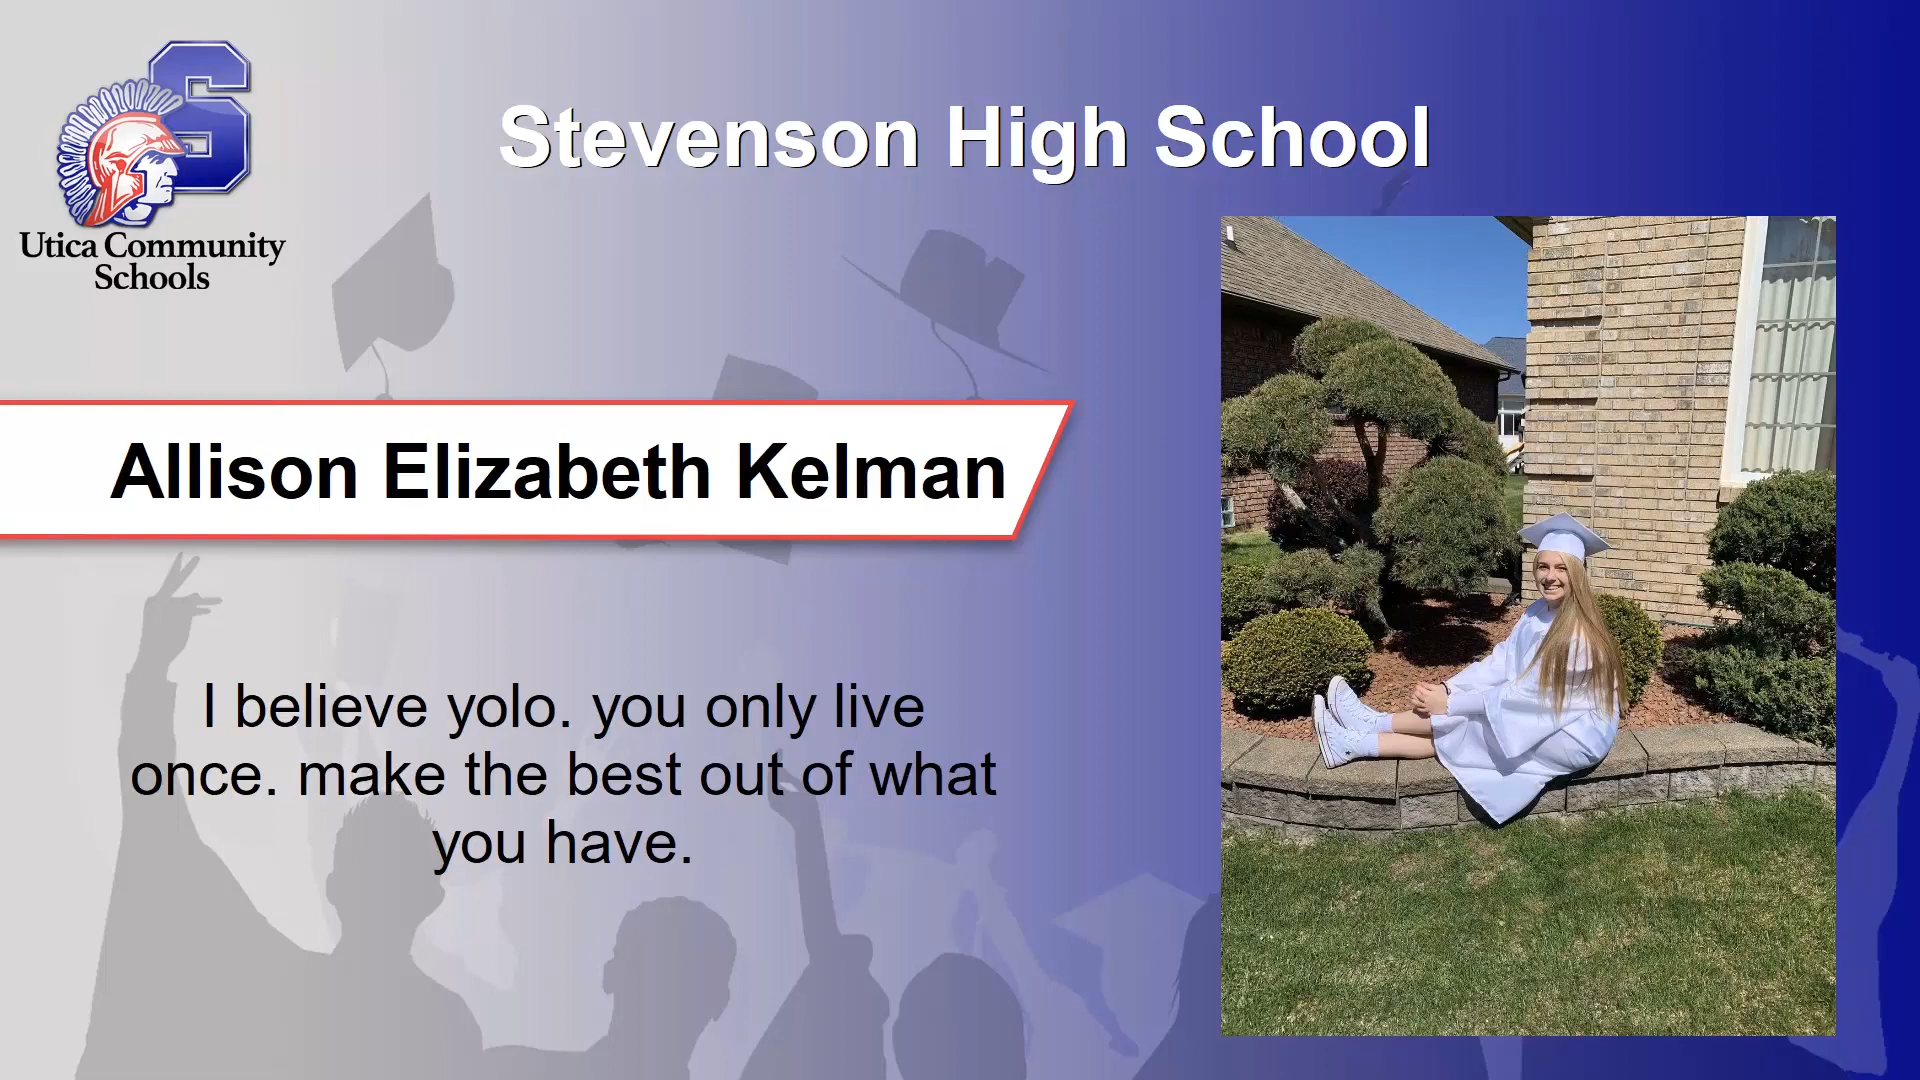 S
Utica Community
Schools
Stevenson High School
Allison Elizabeth Kelman
I believe yolo. you only live
once. make the best out of what
you have.